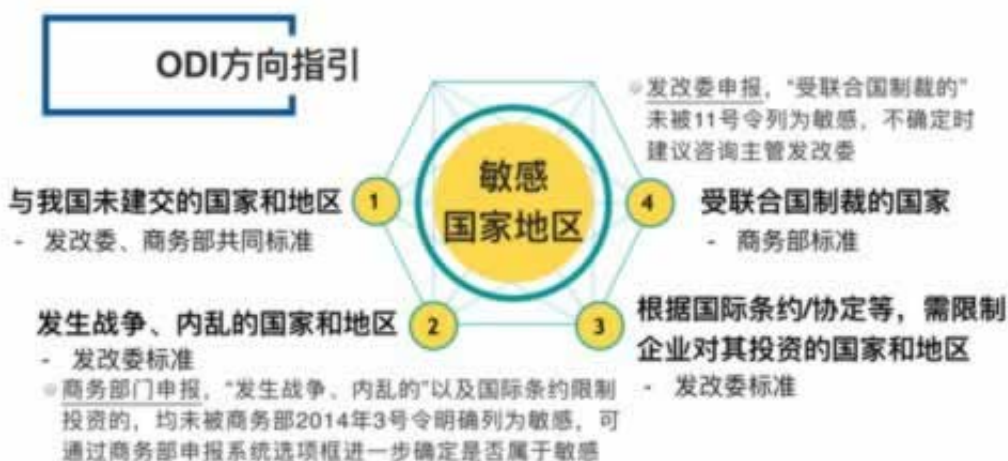 ODI方向指引
发改委申报，“受联合国制裁的”
未被11号令列为敏感，不确定时
建议咨询主管发改委
敏感
国家地区
与我国未建交的国家和地区
1
- 发改委、商务部共同标准
4
受联合国制裁的国家
- 商务部标准
发生战争、内乱的国家和地区
2
- 发改委标准
商务部门申报，“发生战争、内乱的”以及国际条约限制
投资的，均未被商务部2014年3号令明确列为敏感，可
通过商务部申报系统选项框进一步确定是否属于敏感
3
根据国际条约/协定等，需限制
企业对其投资的国家和地区
- 发改委标准